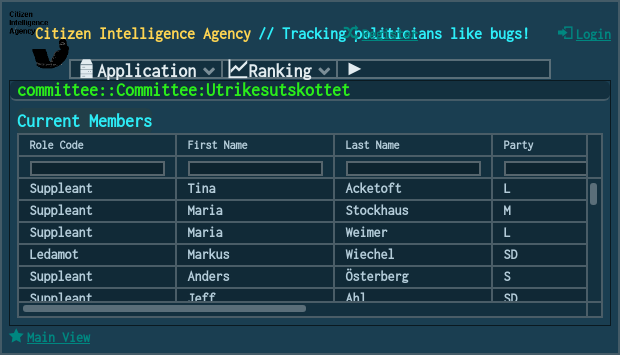 Citizen
Intelligence
Agency
Citizen Intelligence Agency // Tracking politicians like bugs!
Login
Application Ranking
committee::Committee:Utrikesutskottet
Current Members
Role Code First Name Last Name Party
Suppleant Tina Acketoft L
Suppleant Maria Stockhaus M
Suppleant Maria Weimer L
Ledamot Markus Wiechel SD
Suppleant Anders Österberg S
Suppleant Jeff Ahl SD
Main View